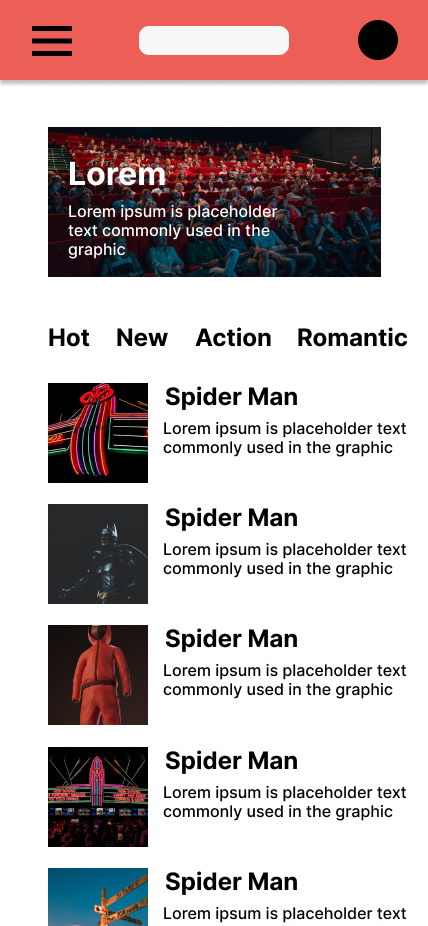 Lorem
Lorem ipsum is placeholder
text commonly used in the
graphic
Hot New Action Romantic
Spider Man
Lorem ipsum is placeholder text
commonly used in the graphic
Spider Man
Lorem ipsum is placeholder text
commonly used in the graphic
Spider Man
Lorem ipsum is placeholder text
commonly used in the graphic
Spider Man
Lorem ipsum is placeholder text
commonly used in the graphic
Spider Man
Lorem ipsum is placeholder text